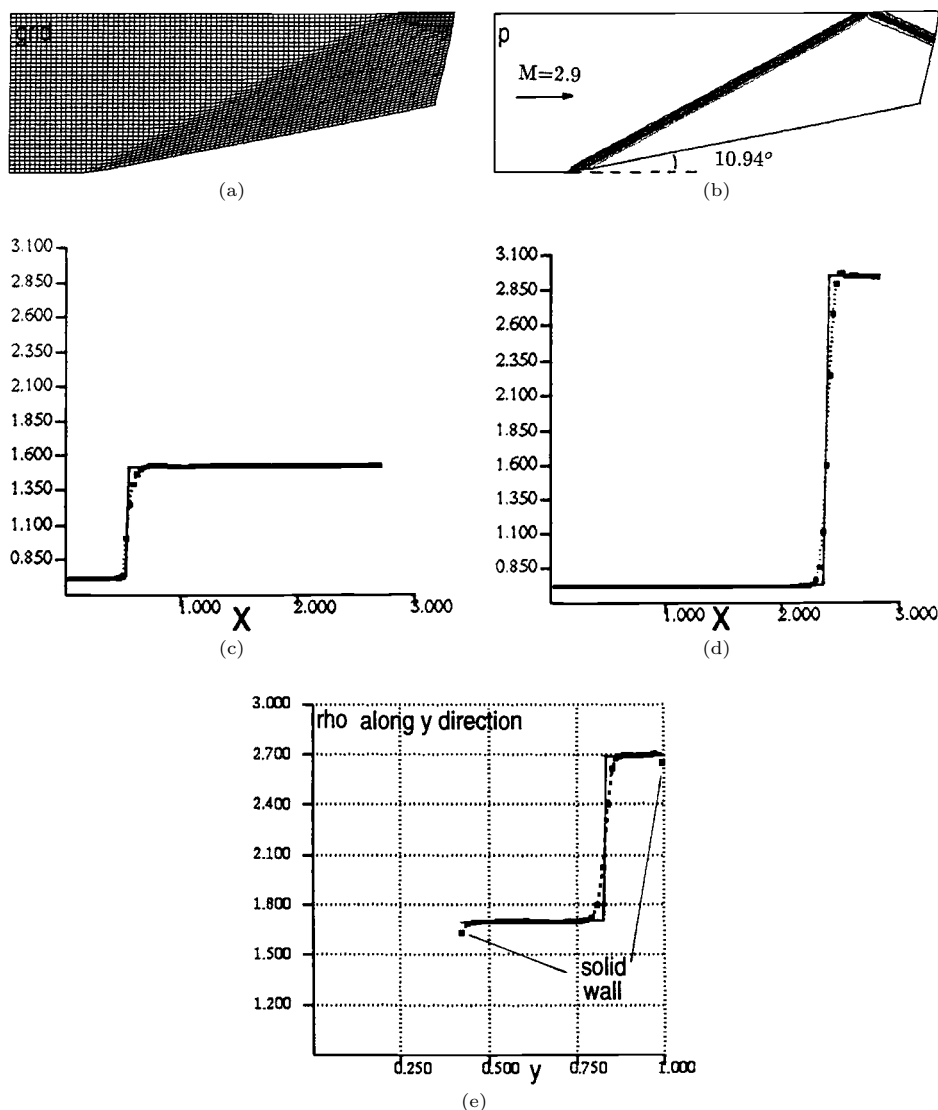 grid
(a)
p
M=2.9
10.94°
(b)
3.100
2.850
2.600
2.350
2.100
1.850
1.600
1.350
1.100
0.850
1.000
2.000
3.000
X
(c)
3.100
2.850
2.600
2.350
2.100
1.850
1.600
1.350
1.100
0.850
1.000
X
2.000
3.000
(d)
3.000
rho along y direction
2.700
2.400
2.100
1.800
1.500
1.200
solid
wall
0.250
0.500
y
0.750
1.000
(e)